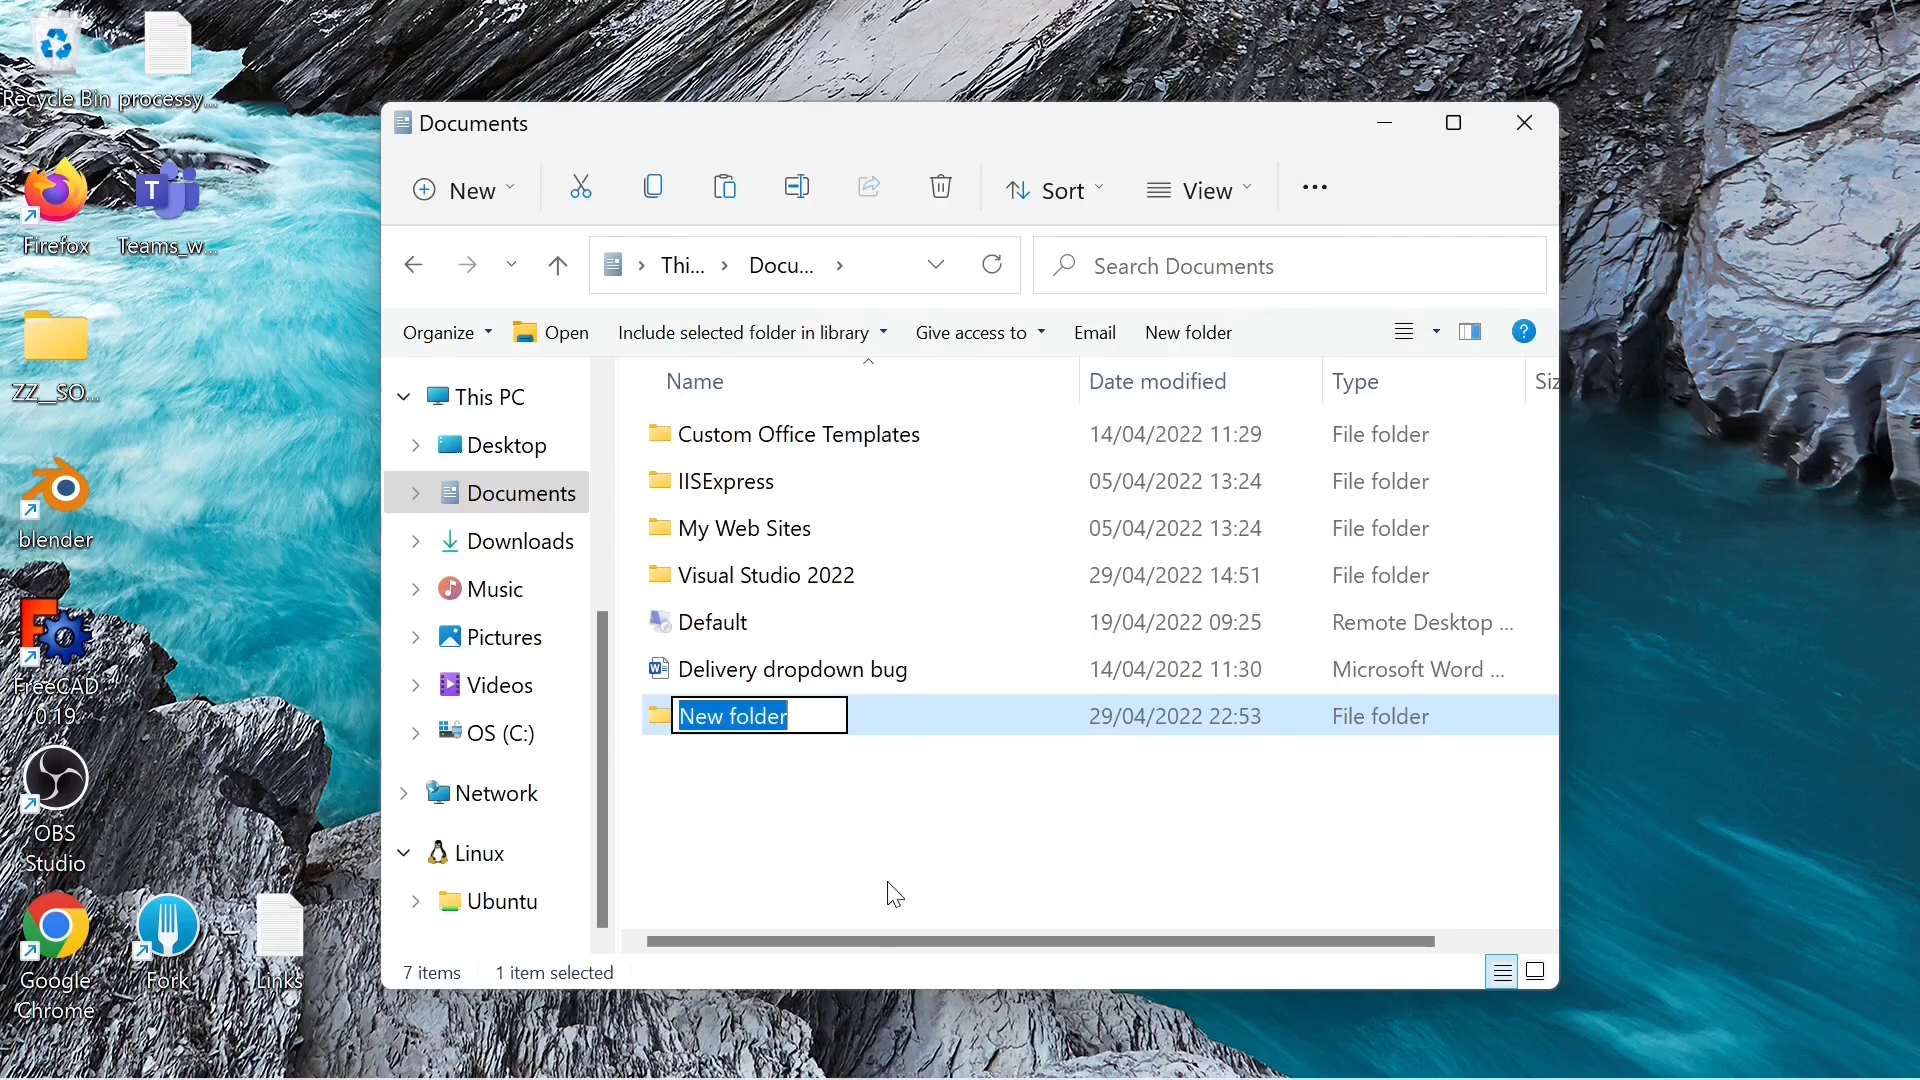 Recycle Bin
processy...
Firefox
Teams_w...
ZZ__SO...
blender
FreeCAD
0.19
OBS
Studio
Google
Chrome
Fork
Links
Documents
New
Sort
View
Thi...
Docu...
Search Documents
Organize
Open
Include selected folder in library
Give access to
Email
New folder
?
This PC
Desktop
Documents
Downloads
Music
Pictures
Videos
OS (C:)
Network
Linux
Ubuntu
Name Date modified Type Siz
Custom Office Templates 14/04/2022 11:29 File folder
IISExpress 05/04/2022 13:24 File folder
My Web Sites 05/04/2022 13:24 File folder
Visual Studio 2022 29/04/2022 14:51 File folder
Default 19/04/2022 09:25 Remote Desktop ...
Delivery dropdown bug 14/04/2022 11:30 Microsoft Word ...
New folder 29/04/2022 22:53 File folder
7 items 1 item selected